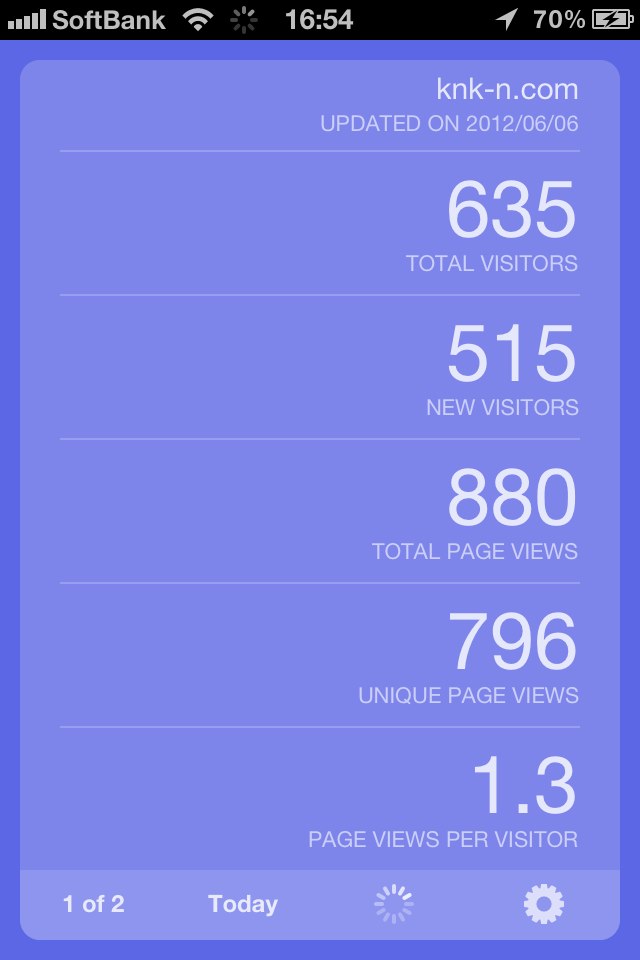 SoftBank 16:54 70%
knk-n.com
UPDATED ON 2012/06/06
635
TOTAL VISITORS
515
NEW VISITORS
880
TOTAL PAGE VIEWS
796
UNIQUE PAGE VIEWS
1.3
PAGE VIEWS PER VISITOR
1 of 2 Today